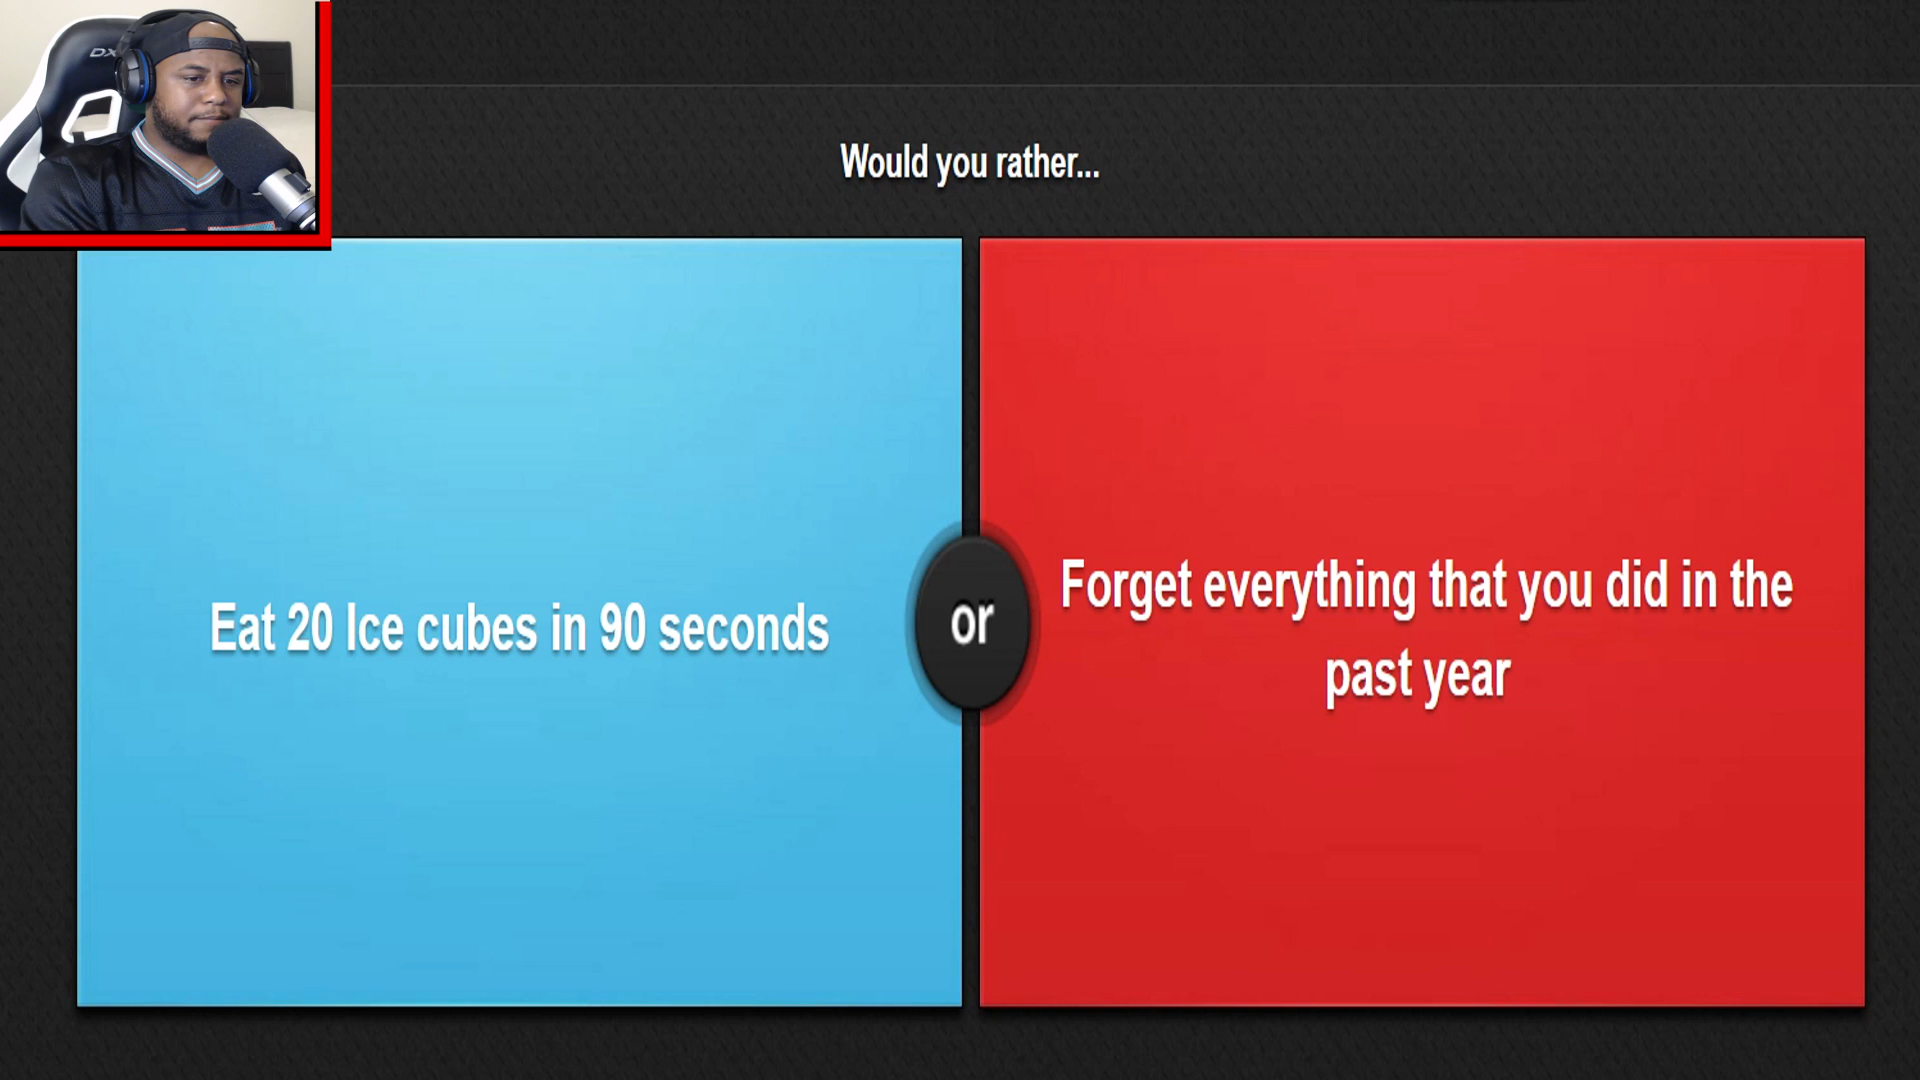 DX
Would you rather...
Eat 20 Ice cubes in 90 seconds
or
Forget everything that you did in the
past year